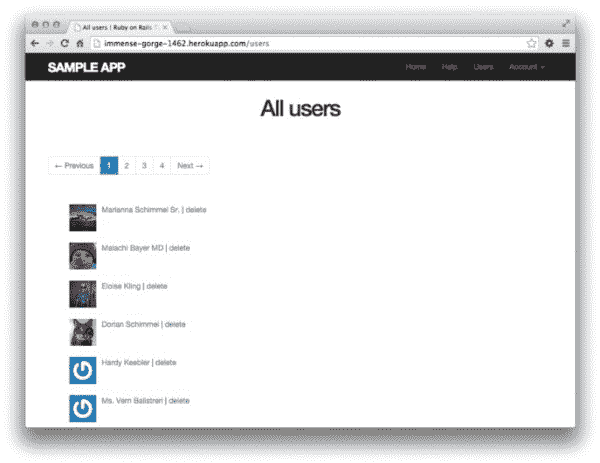 All users | Ruby on Rails
immense-gorge-1462.herokuapp.com/users
SAMPLE APP Home Help Users Account
All users
← Previous 1 2 3 4 Next →
Marianna Schimmel Sr. | delete
Malachi Bayer MD | delete
Eloise Kling | delete
Dorian Schimmel | delete
Hardy Keebler | delete
Ms. Vern Balistreri | delete